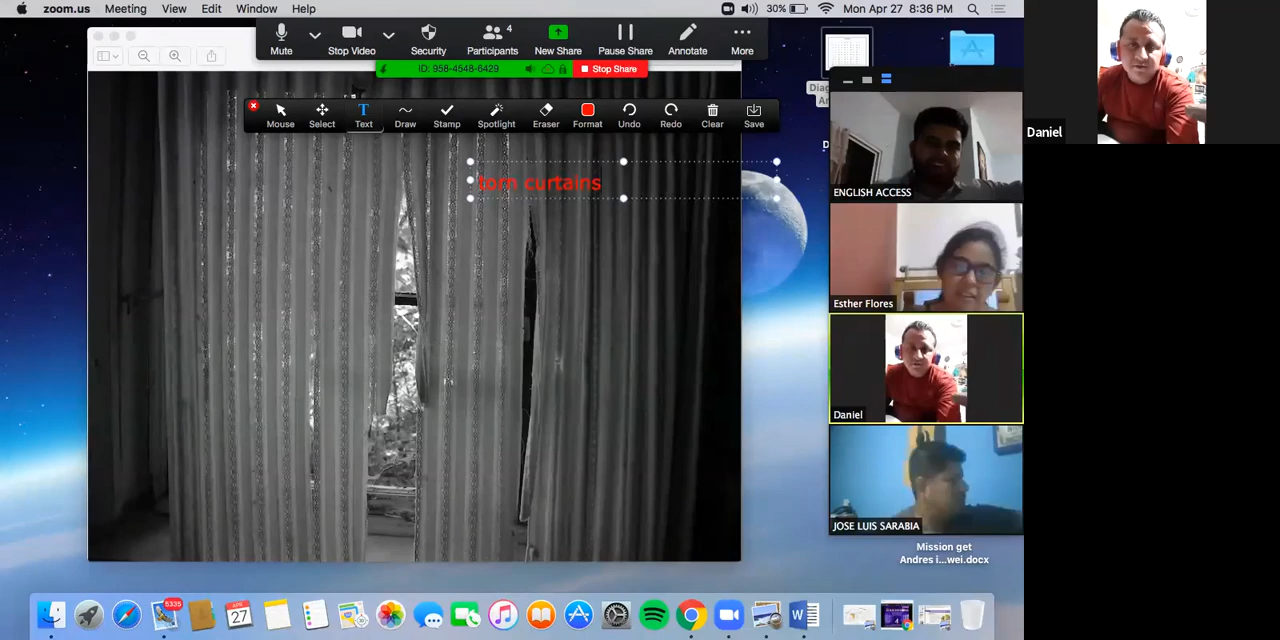 zoom.us Meeting View Edit Window Help
30% Mon Apr 27 8:36 PM
Mute
Stop Video
Security
Participants
4
New Share
Pause Share
Annotate
More
ID: 958-4548-6429
Stop Share
Mouse
Select
Text
Draw
Stamp
Spotlight
Eraser
Format
Undo
Redo
Clear
Save
torn curtains
ENGLISH ACCESS
Esther Flores
Daniel
JOSE LUIS SARABIA
Daniel
Mission get
Andres i...wei.docx
5335
APR
27